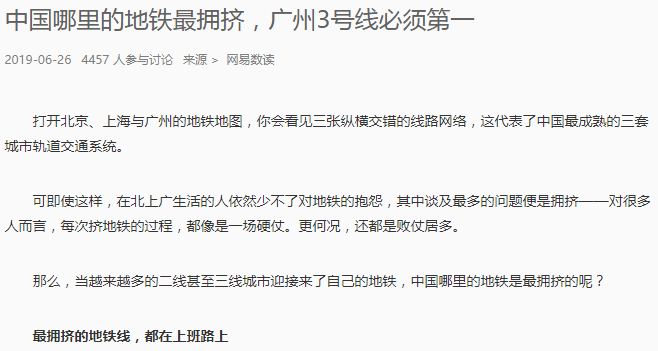 中国哪里的地铁最拥挤，广州3号线必须第一
2019-06-26 4457 人参与讨论 来源 > 网易数读
打开北京、上海与广州的地铁地图，你会看见三张纵横交错的线路网络，这代表了中国最成熟的三套
城市轨道交通系统。
可即使这样，在北上广生活的人依然少不了对地铁的抱怨，其中谈及最多的问题便是拥挤——对很多
人而言，每次挤地铁的过程，都像是一场硬仗。更何况，还都是败仗居多。
那么，当越来越多的二线甚至三线城市迎接来了自己的地铁，中国哪里的地铁是最拥挤的呢？
最拥挤的地铁线，都在上班路上